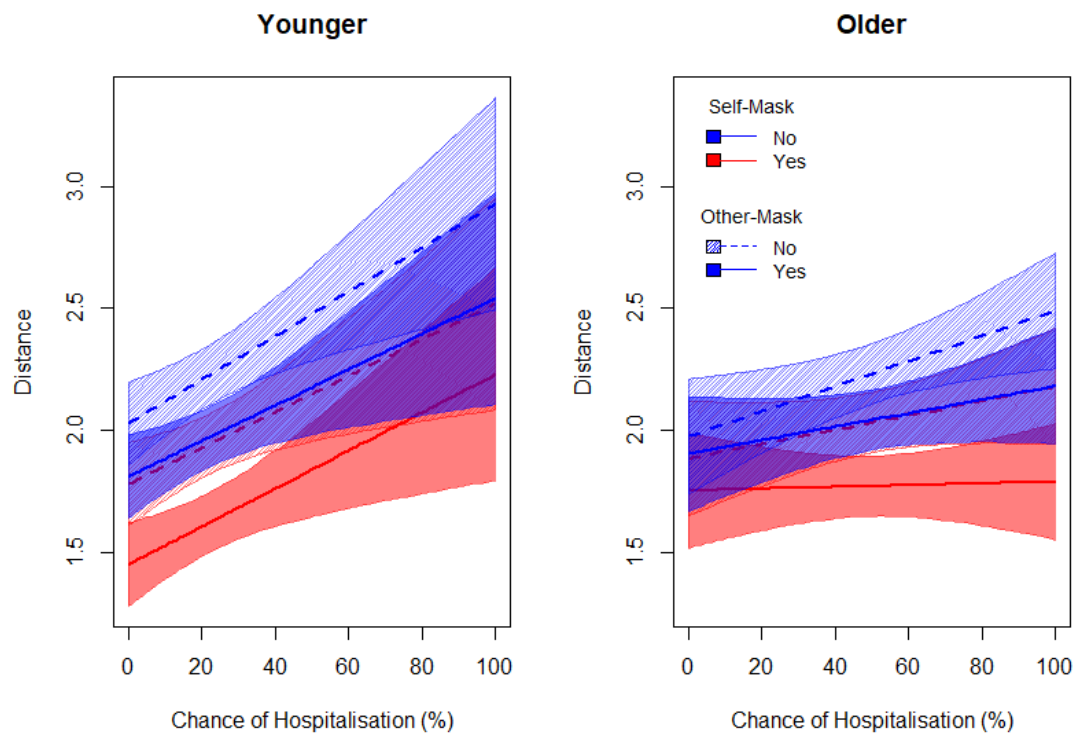 Younger
Distance
3.0
2.5
2.0
1.5
0 20 40 60 80 100
Chance of Hospitalisation (%)
Older
Self-Mask
No
Yes
Other-Mask
No
Yes
Distance
3.0
2.5
2.0
1.5
0 20 40 60 80 100
Chance of Hospitalisation (%)